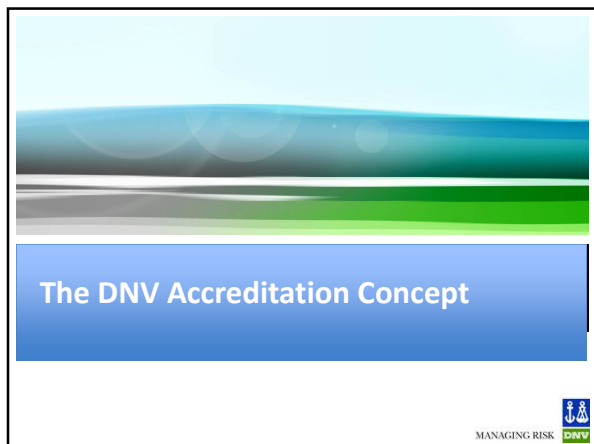 The DNV Accreditation Concept
MANAGING RISK
DNV